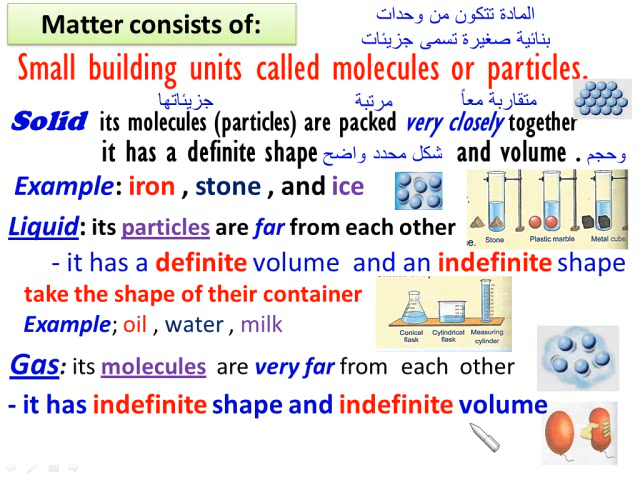 Matter consists of:
المادة تتكون من وحدات
بنائية صغيرة تسمى جزيئات
Small building units called molecules or particles.
جزيئاتها مرتبة متقاربة معاً
Solid its molecules (particles) are packed very closely together
it has a definite shape شكل محدد واضح and volume . وحجم
Example: iron , stone , and ice
Stone Plastic marble Metal cube
Liquid: its particles are far from each other
- it has a definite volume and an indefinite shape
take the shape of their container
Example; oil , water , milk
Conical flask Cylindrical flask Measuring cylinder
Gas: its molecules are very far from each other
- it has indefinite shape and indefinite volume